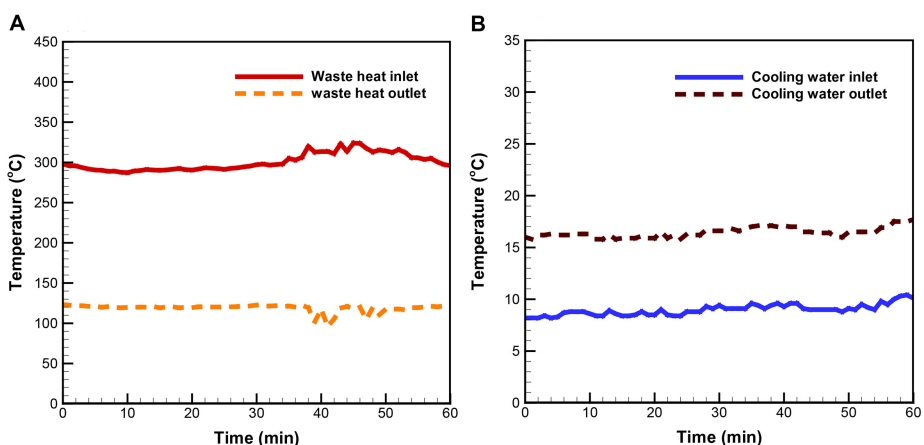 A
450
400
350
300
250
200
150
100
50
0
Temperature (°C)
Waste heat inlet
waste heat outlet
0 10 20 30 40 50 60
Time (min)
B
35
30
25
20
15
10
5
0
Temperature (°C)
Cooling water inlet
Cooling water outlet
0 10 20 30 40 50 60
Time (min)